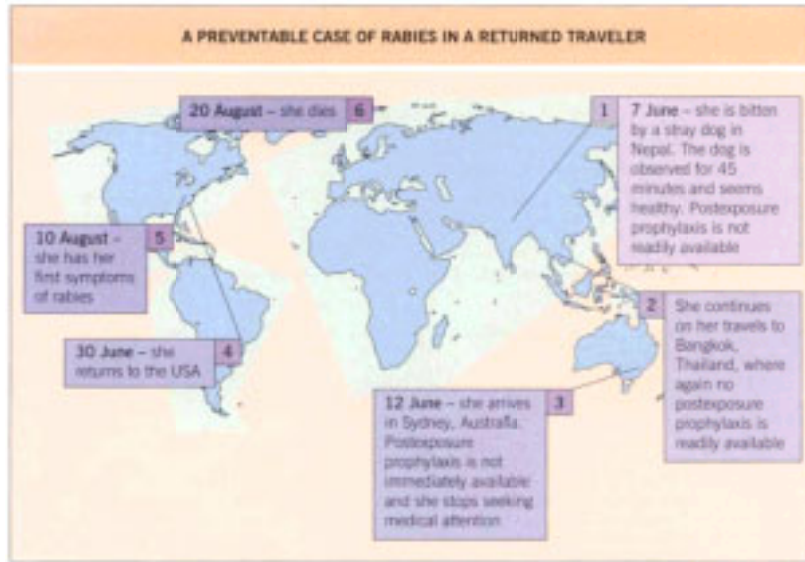 A PREVENTABLE CASE OF RABIES IN A RETURNED TRAVELER
1
7 June – she is bitten
by a stray dog in
Nepal. The dog is
observed for 45
minutes and seems
healthy. Postexposure
prophylaxis is not
readily available
2
She continues
on her travels to
Bangkok,
Thailand, where
again no
postexposure
prophylaxis is
readily available
3
12 June – she arrives
in Sydney, Australia.
Postexposure
prophylaxis is not
immediately available
and she stops seeking
medical attention
4
30 June – she
returns to the USA
5
10 August –
she has her
first symptoms
of rabies
6
20 August – she dies